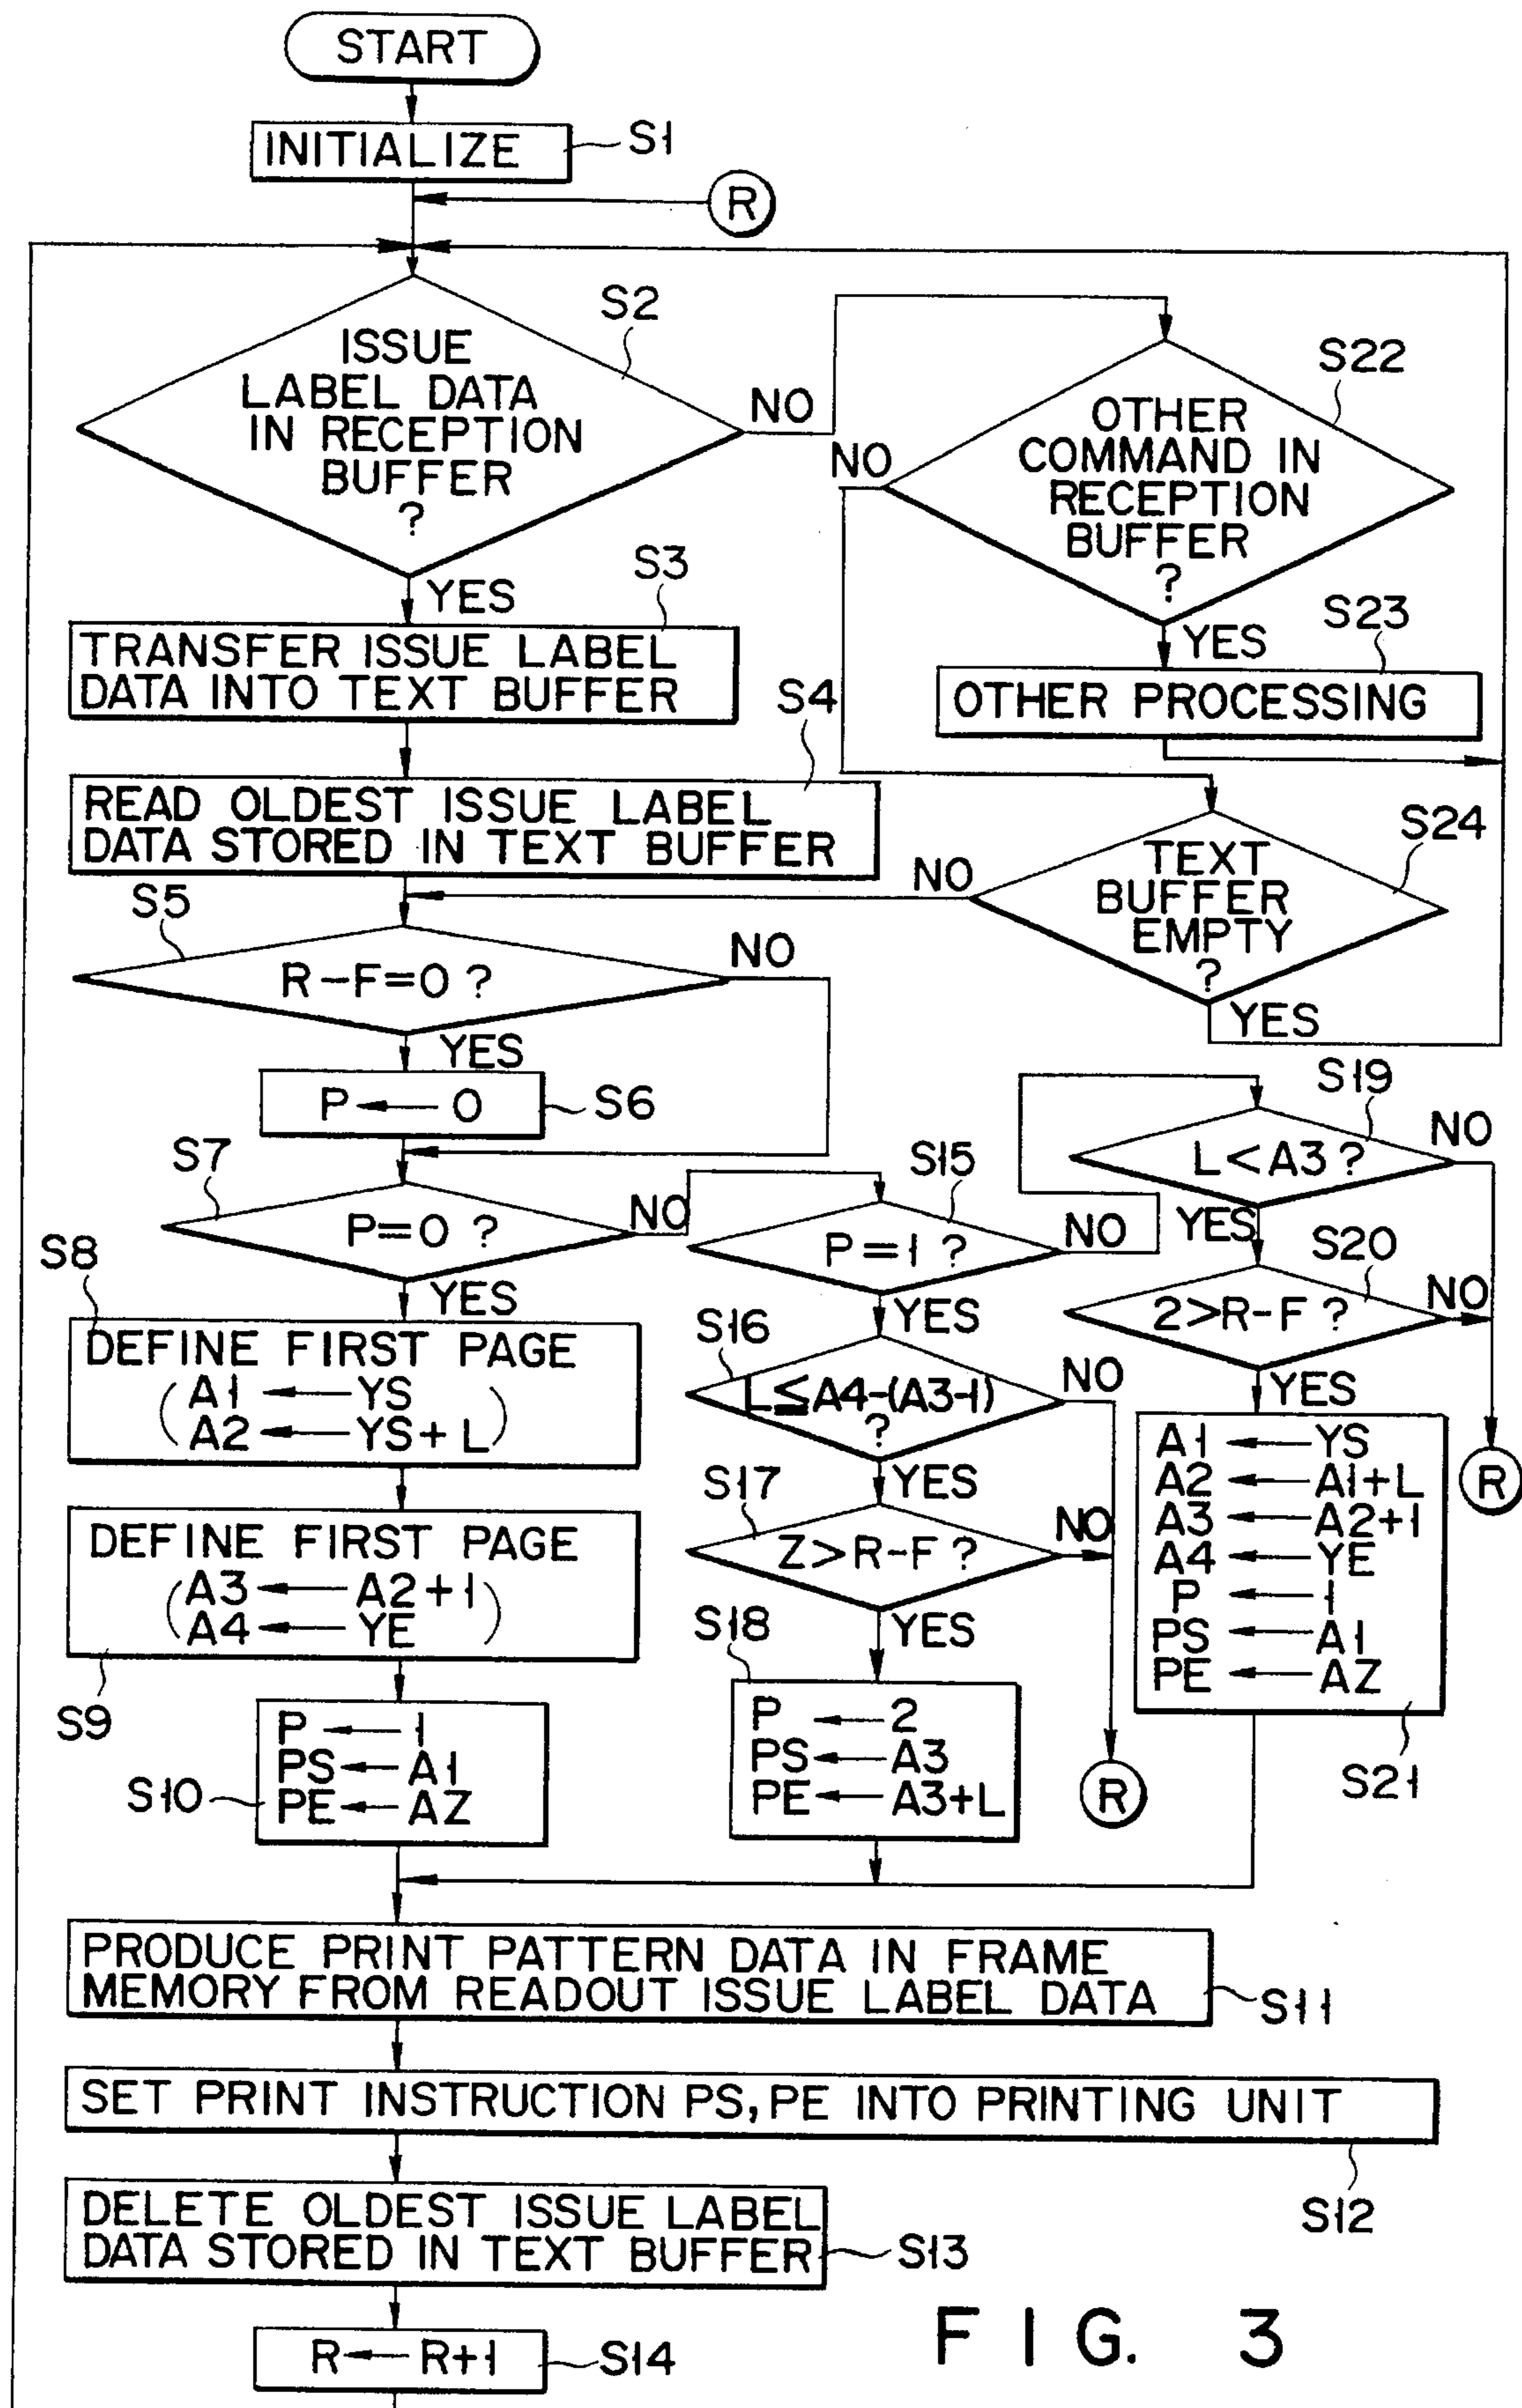 START
INITIALIZE
S1
R
S2
ISSUE
LABEL DATA
IN RECEPTION
BUFFER
?
NO
YES
S22
OTHER
COMMAND IN
RECEPTION
BUFFER
?
NO
YES
S3
TRANSFER ISSUE LABEL
DATA INTO TEXT BUFFER
S23
OTHER PROCESSING
S4
READ OLDEST ISSUE LABEL
DATA STORED IN TEXT BUFFER
S24
TEXT
BUFFER
EMPTY
?
NO
YES
S5
R-F=0 ?
NO
YES
P ← 0
S6
S7
P=0 ?
NO
YES
S15
P=1 ?
NO
YES
S19
L<A3 ?
NO
YES
S20
2>R-F ?
NO
YES
S8
DEFINE FIRST PAGE
(A1 ← YS
A2 ← YS+L)
S16
L≦A4-(A3-1)
?
NO
YES
R
S17
Z>R-F ?
NO
YES
DEFINE FIRST PAGE
(A3 ← A2+1
A4 ← YE)
S9
A1 ← YS
A2 ← A1+L
A3 ← A2+1
A4 ← YE
P ← 1
PS ← A1
PE ← AZ
S21
S10
P ← 1
PS ← A1
PE ← AZ
S18
P ← 2
PS ← A3
PE ← A3+L
R
PRODUCE PRINT PATTERN DATA IN FRAME
MEMORY FROM READOUT ISSUE LABEL DATA
S11
SET PRINT INSTRUCTION PS, PE INTO PRINTING UNIT
S12
DELETE OLDEST ISSUE LABEL
DATA STORED IN TEXT BUFFER
S13
R ← R+1
S14
FIG. 3